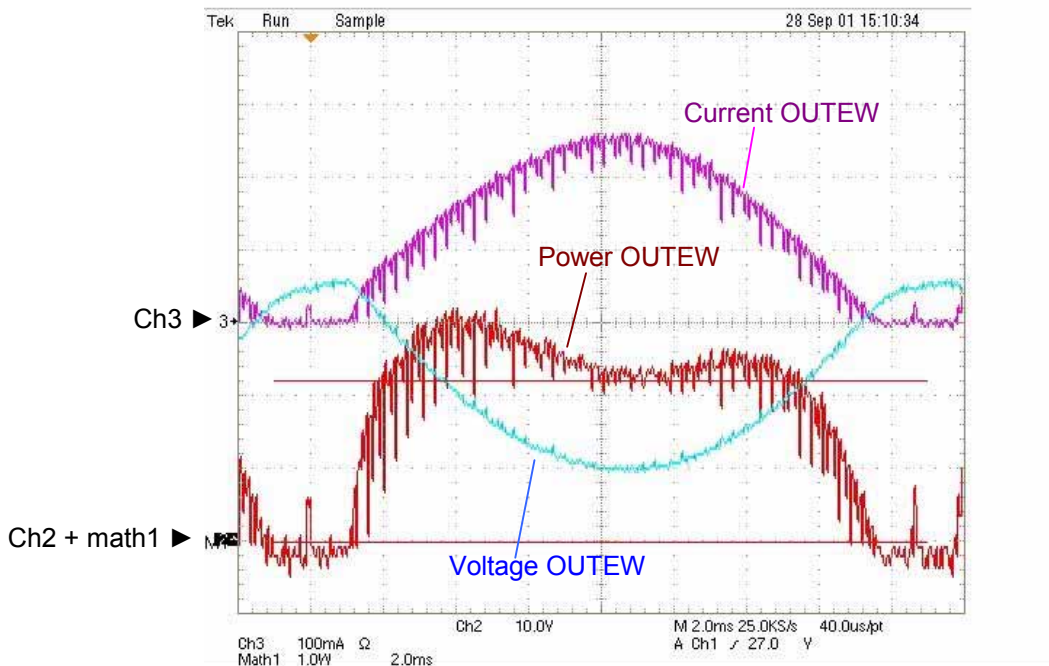 Tek Run Sample 28 Sep 01 15:10:34
Current OUTEW
Power OUTEW
Ch3 ► 3
Ch2 + math1 ►
Voltage OUTEW
Ch2 10.0V M 2.0ms 25.0KS/s 40.0us/pt
Ch3 100mA Ω A Ch1 ∕ 27.0 V
Math1 1.0W 2.0ms